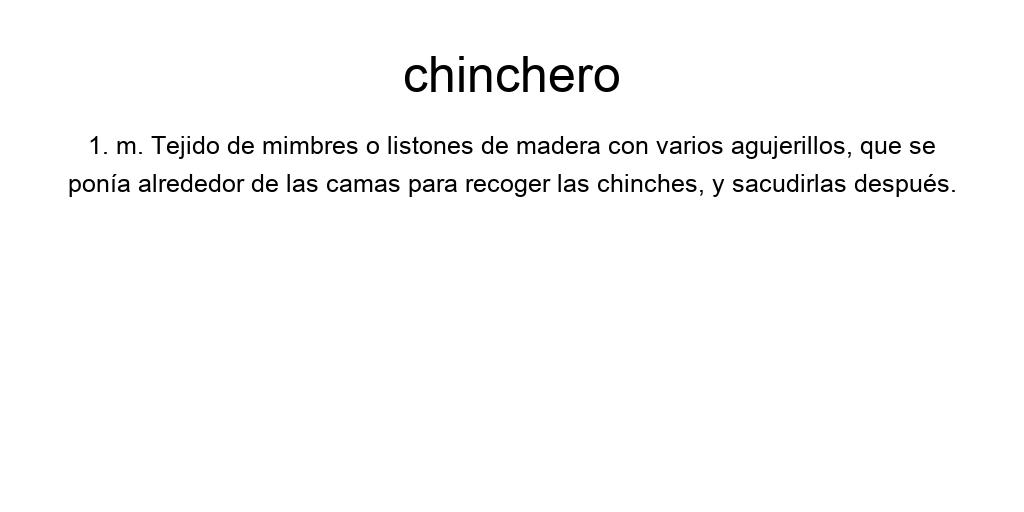 chinchero
1. m. Tejido de mimbres o listones de madera con varios agujerillos, que se
ponía alrededor de las camas para recoger las chinches, y sacudirlas después.